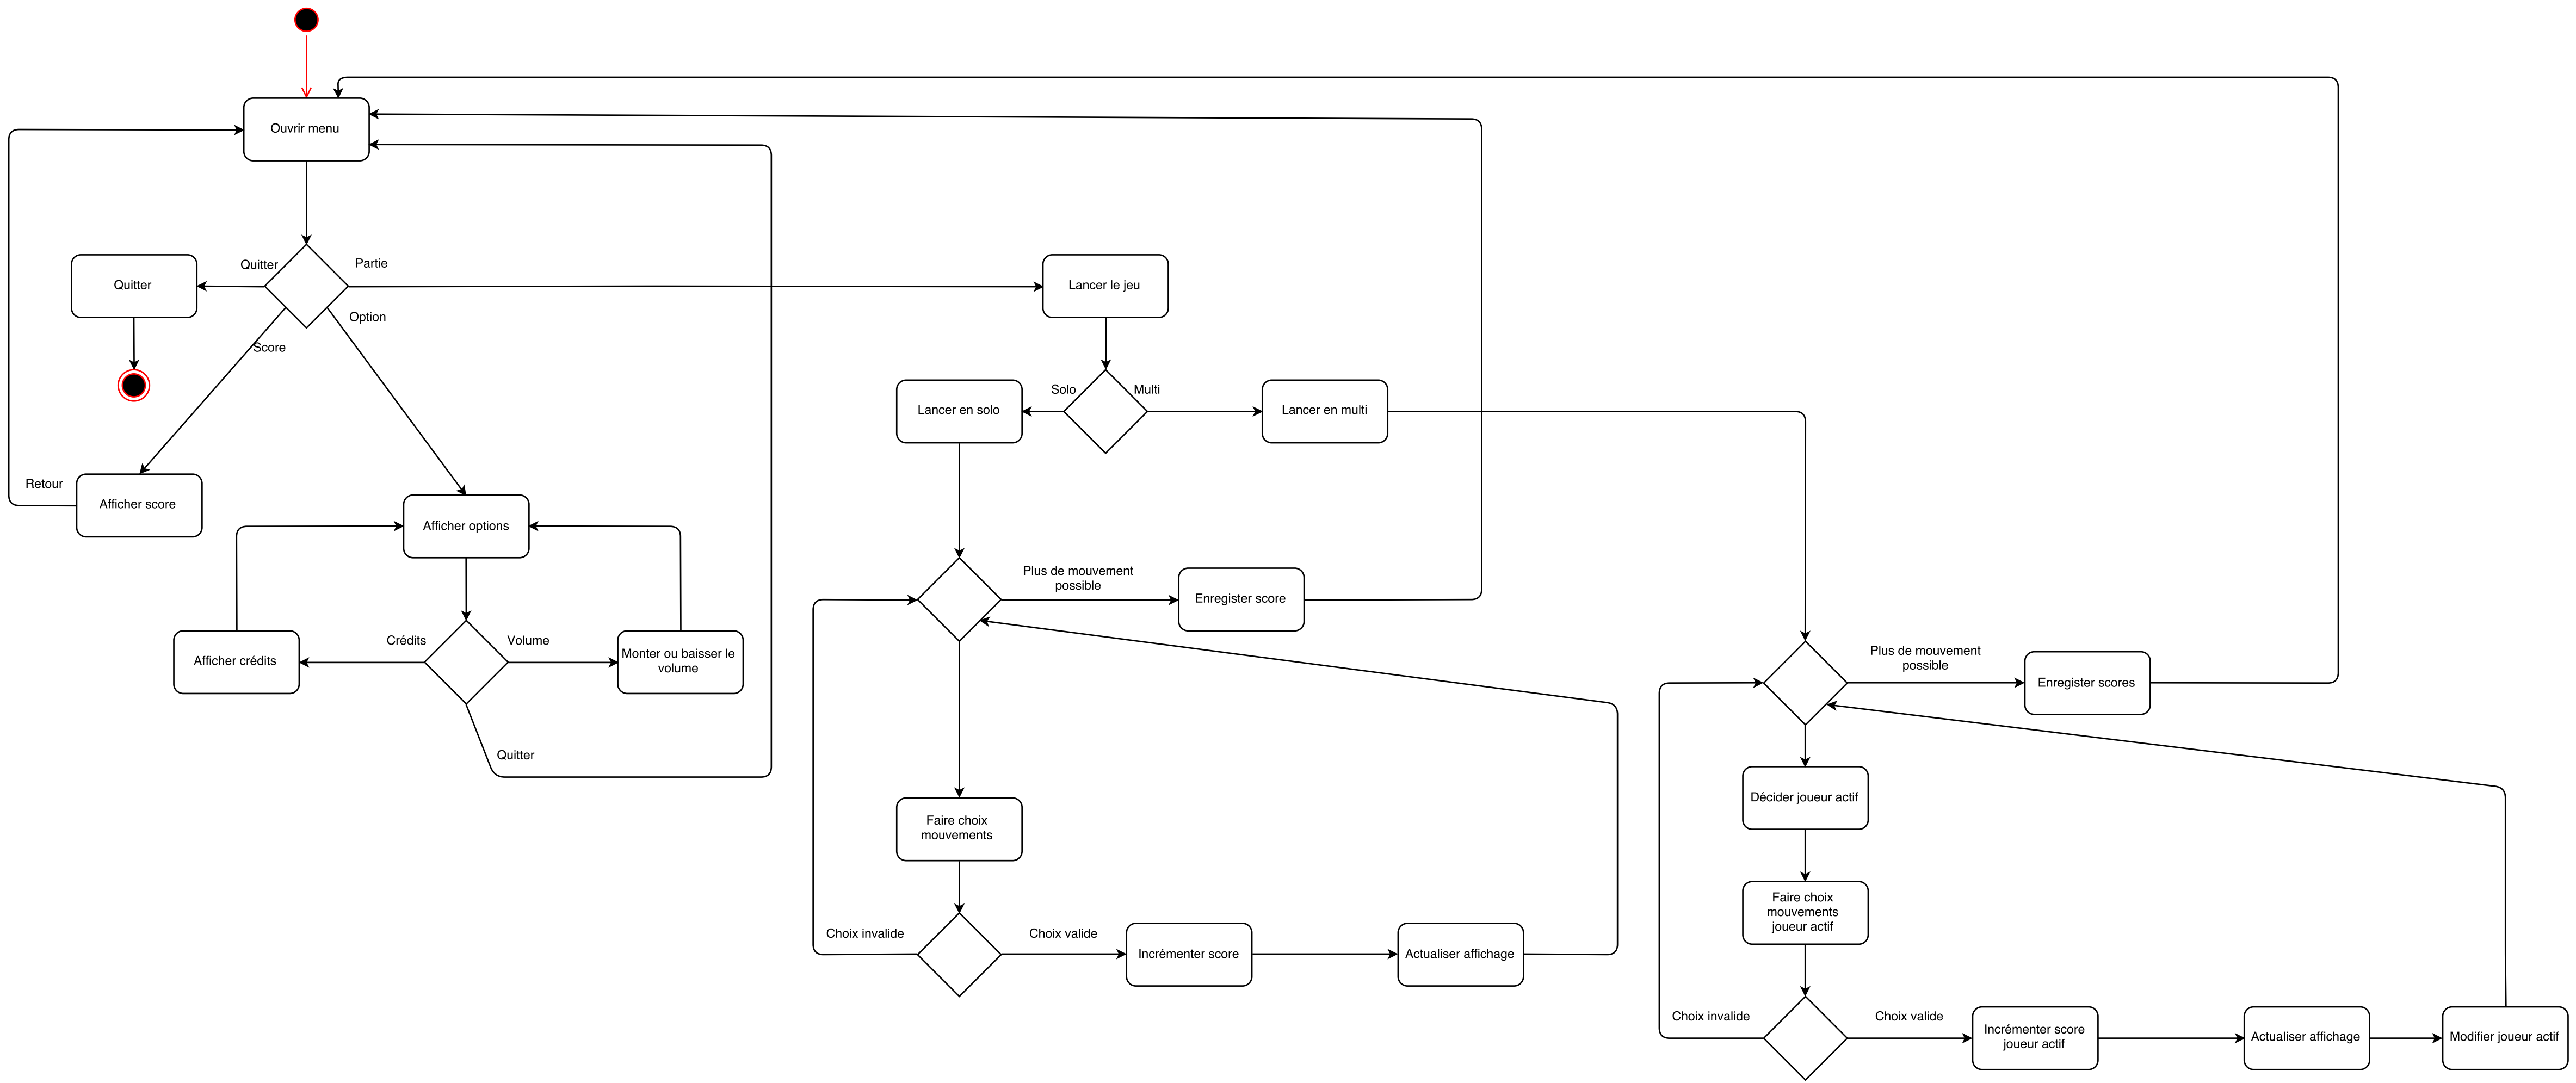 Ouvrir menu
Quitter
Partie
Quitter
Lancer le jeu
Option
Score
Lancer en solo
Solo
Multi
Lancer en multi
Retour
Afficher score
Afficher options
Plus de mouvement
possible
Enregister score
Crédits
Volume
Afficher crédits
Monter ou baisser le
volume
Plus de mouvement
possible
Enregister scores
Quitter
Décider joueur actif
Faire choix
mouvements
Faire choix
mouvements
joueur actif
Choix invalide
Choix valide
Incrémenter score
Actualiser affichage
Choix invalide
Choix valide
Incrémenter score
joueur actif
Actualiser affichage
Modifier joueur actif